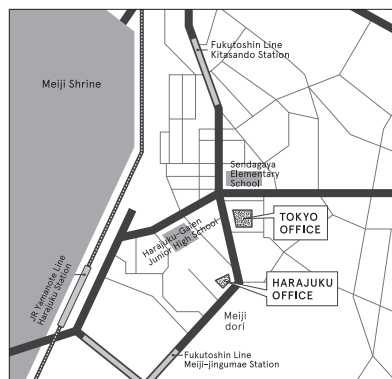 Fukutoshin Line
Kitasando Station
Meiji Shrine
Sendagaya
Elementary
School
TOKYO
OFFICE
Harajuku-Gaien
Junior High School
HARAJUKU
OFFICE
JR Yamanote Line
Harajuku Station
Meiji
dori
Fukutoshin Line
Meiji-jingumae Station